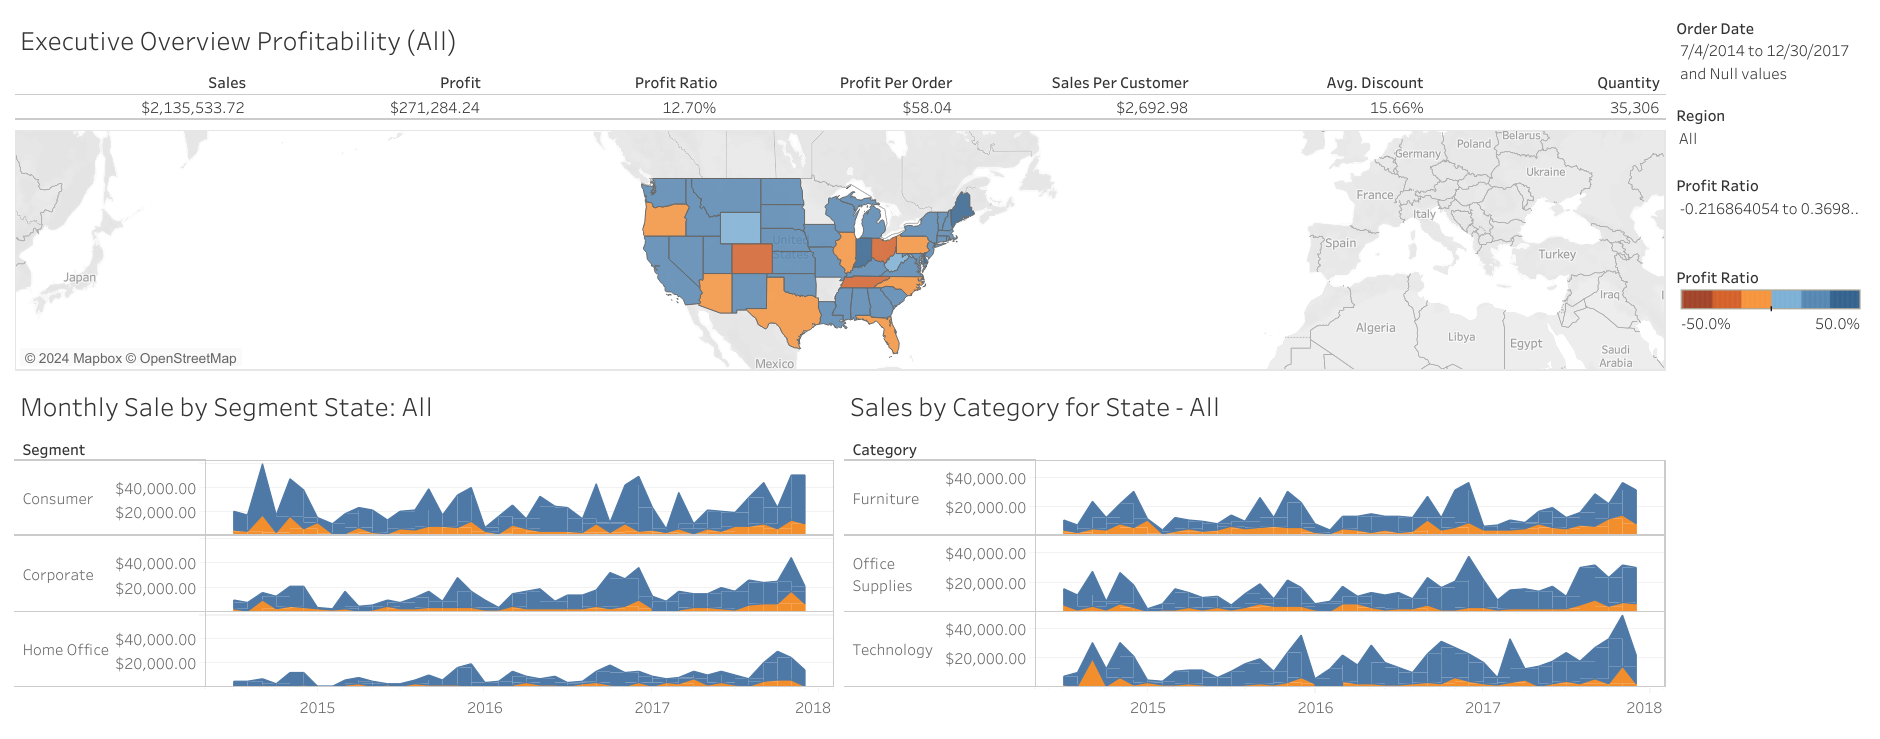 Executive Overview Profitability (All)
Sales Profit Profit Ratio Profit Per Order Sales Per Customer Avg. Discount Quantity
$2,135,533.72 $271,284.24 12.70% $58.04 $2,692.98 15.66% 35,306
Order Date
7/4/2014 to 12/30/2017
and Null values
Region
All
Profit Ratio
-0.216864054 to 0.3698..
Profit Ratio
-50.0% 50.0%
Belarus
Poland
Germany
Ukraine
France
Italy
Spain
Turkey
Japan
United
States
Iraq
Algeria
Libya
Egypt
Saudi
Arabia
Mexico
© 2024 Mapbox © OpenStreetMap
Monthly Sale by Segment State: All
Segment
Consumer
$40,000.00
$20,000.00
Corporate
$40,000.00
$20,000.00
Home Office
$40,000.00
$20,000.00
2015 2016 2017 2018
Sales by Category for State - All
Category
Furniture
$40,000.00
$20,000.00
Office
Supplies
$40,000.00
$20,000.00
Technology
$40,000.00
$20,000.00
2015 2016 2017 2018